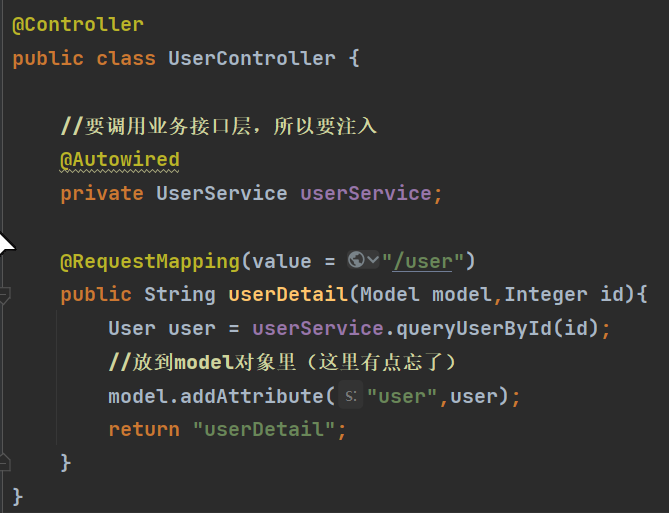 @Controller
public class UserController {
//要调用业务接口层，所以要注入
@Autowired
private UserService userService;
@RequestMapping(value = "/user")
public String userDetail(Model model,Integer id){
User user = userService.queryUserById(id);
//放到model对象里（这里有点忘了）
model.addAttribute( s: "user",user);
return "userDetail";
}
}